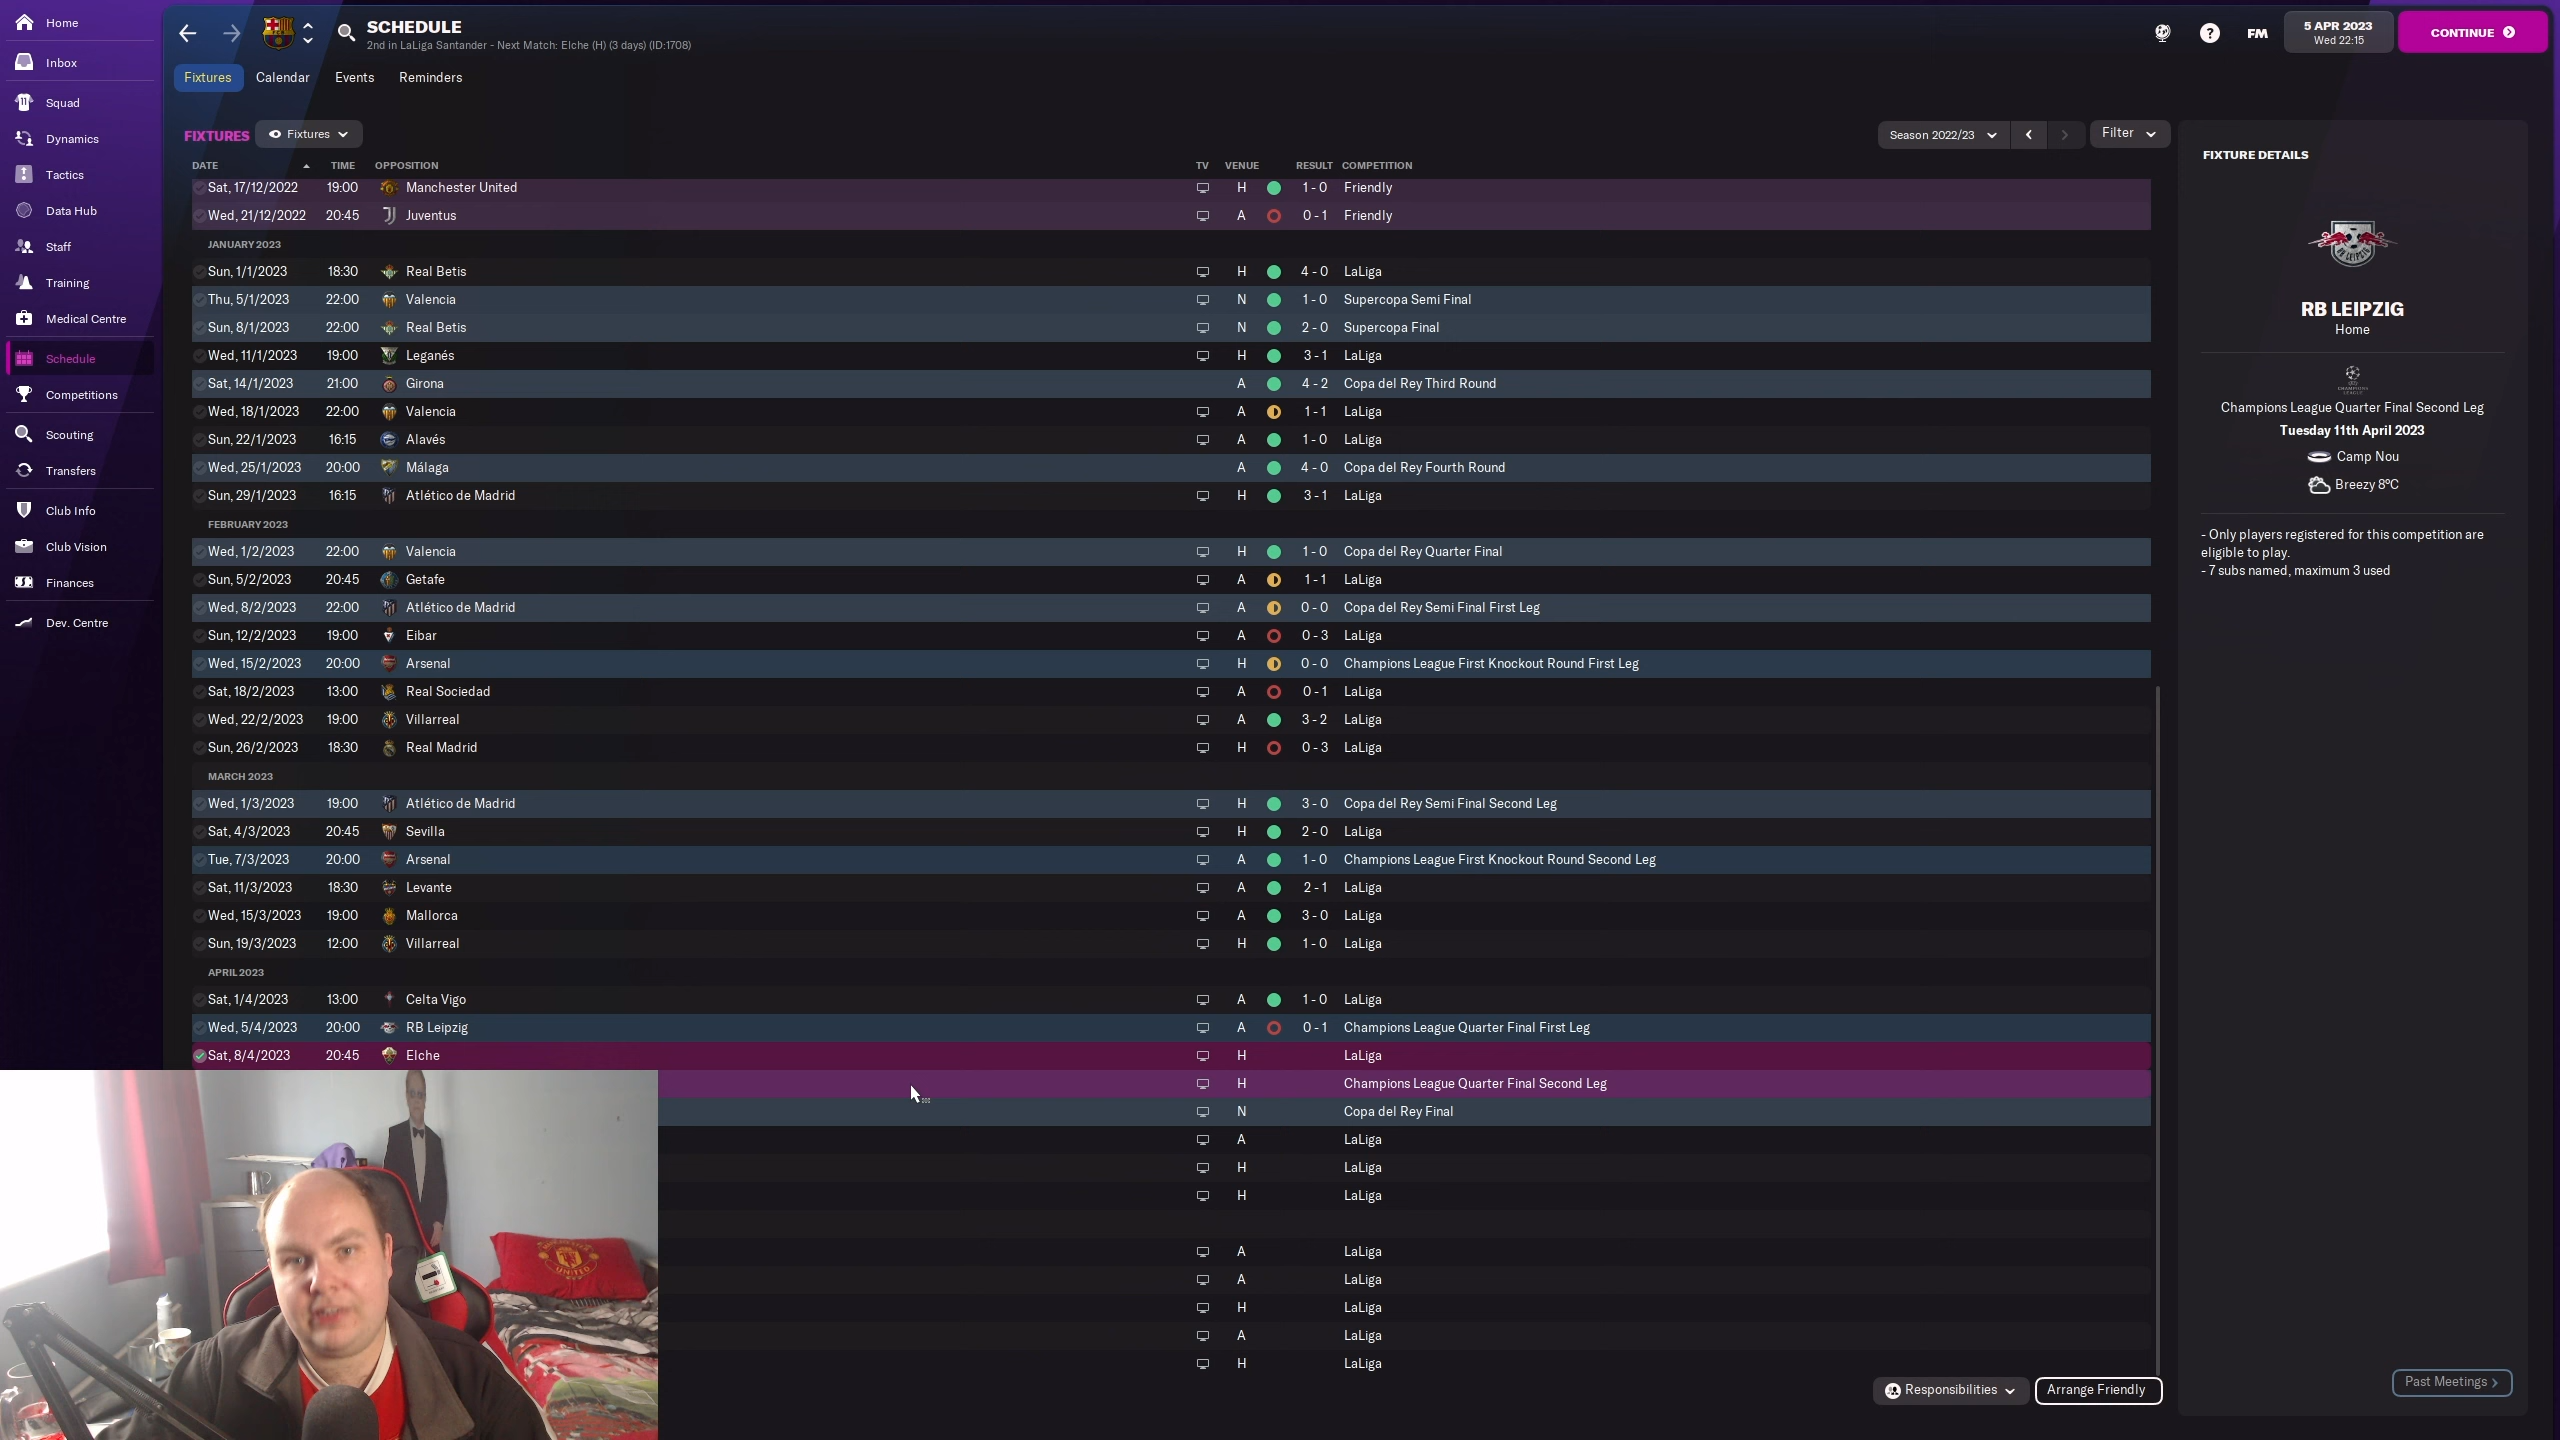 Home
Inbox
Squad
Dynamics
Tactics
Data Hub
Staff
Training
Medical Centre
Schedule
Competitions
Scouting
Transfers
Club Info
Club Vision
Finances
Dev. Centre
SCHEDULE
2nd in LaLiga Santander - Next Match: Elche (H) (3 days) (ID:1708)
FM
5 APR 2023
Wed 22:15
CONTINUE
Fixtures Calendar Events Reminders
FIXTURES Fixtures Season 2022/23 Filter
DATE TIME OPPOSITION TV VENUE RESULT COMPETITION
Sat, 17/12/2022 19:00 Manchester United H 1 - 0 Friendly
Wed, 21/12/2022 20:45 Juventus A 0 - 1 Friendly
JANUARY 2023
Sun, 1/1/2023 18:30 Real Betis H 4 - 0 LaLiga
Thu, 5/1/2023 22:00 Valencia N 1 - 0 Supercopa Semi Final
Sun, 8/1/2023 22:00 Real Betis N 2 - 0 Supercopa Final
Wed, 11/1/2023 19:00 Leganés H 3 - 1 LaLiga
Sat, 14/1/2023 21:00 Girona A 4 - 2 Copa del Rey Third Round
Wed, 18/1/2023 22:00 Valencia A 1 - 1 LaLiga
Sun, 22/1/2023 16:15 Alavés A 1 - 0 LaLiga
Wed, 25/1/2023 20:00 Málaga A 4 - 0 Copa del Rey Fourth Round
Sun, 29/1/2023 16:15 Atlético de Madrid H 3 - 1 LaLiga
FEBRUARY 2023
Wed, 1/2/2023 22:00 Valencia H 1 - 0 Copa del Rey Quarter Final
Sun, 5/2/2023 20:45 Getafe A 1 - 1 LaLiga
Wed, 8/2/2023 22:00 Atlético de Madrid A 0 - 0 Copa del Rey Semi Final First Leg
Sun, 12/2/2023 19:00 Eibar A 0 - 3 LaLiga
Wed, 15/2/2023 20:00 Arsenal H 0 - 0 Champions League First Knockout Round First Leg
Sat, 18/2/2023 13:00 Real Sociedad A 0 - 1 LaLiga
Wed, 22/2/2023 19:00 Villarreal A 3 - 2 LaLiga
Sun, 26/2/2023 18:30 Real Madrid H 0 - 3 LaLiga
MARCH 2023
Wed, 1/3/2023 19:00 Atlético de Madrid H 3 - 0 Copa del Rey Semi Final Second Leg
Sat, 4/3/2023 20:45 Sevilla H 2 - 0 LaLiga
Tue, 7/3/2023 20:00 Arsenal A 1 - 0 Champions League First Knockout Round Second Leg
Sat, 11/3/2023 18:30 Levante A 2 - 1 LaLiga
Wed, 15/3/2023 19:00 Mallorca A 3 - 0 LaLiga
Sun, 19/3/2023 12:00 Villarreal H 1 - 0 LaLiga
APRIL 2023
Sat, 1/4/2023 13:00 Celta Vigo A 1 - 0 LaLiga
Wed, 5/4/2023 20:00 RB Leipzig A 0 - 1 Champions League Quarter Final First Leg
Sat, 8/4/2023 20:45 Elche H LaLiga
H Champions League Quarter Final Second Leg
N Copa del Rey Final
A LaLiga
H LaLiga
H LaLiga
A LaLiga
A LaLiga
H LaLiga
A LaLiga
H LaLiga
Responsibilities Arrange Friendly
FIXTURE DETAILS
RB LEIPZIG
Home
Champions League Quarter Final Second Leg
Tuesday 11th April 2023
Camp Nou
Breezy 8ºC
- Only players registered for this competition are
eligible to play.
- 7 subs named, maximum 3 used
Past Meetings
UNITED